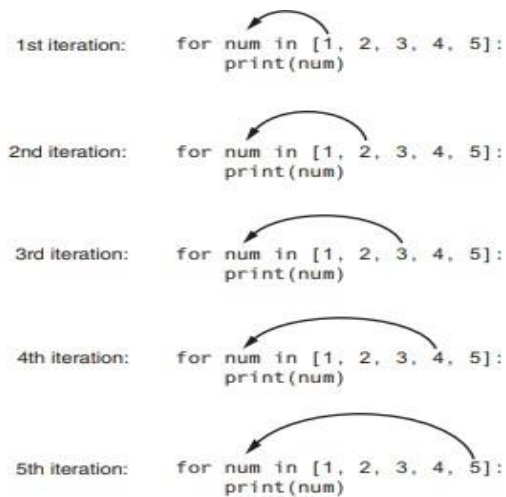 1st iteration: for num in [1, 2, 3, 4, 5]:
print(num)
2nd iteration: for num in [1, 2, 3, 4, 5]:
print(num)
3rd iteration: for num in [1, 2, 3, 4, 5]:
print(num)
4th iteration: for num in [1, 2, 3, 4, 5]:
print(num)
5th iteration: for num in [1, 2, 3, 4, 5]:
print(num)